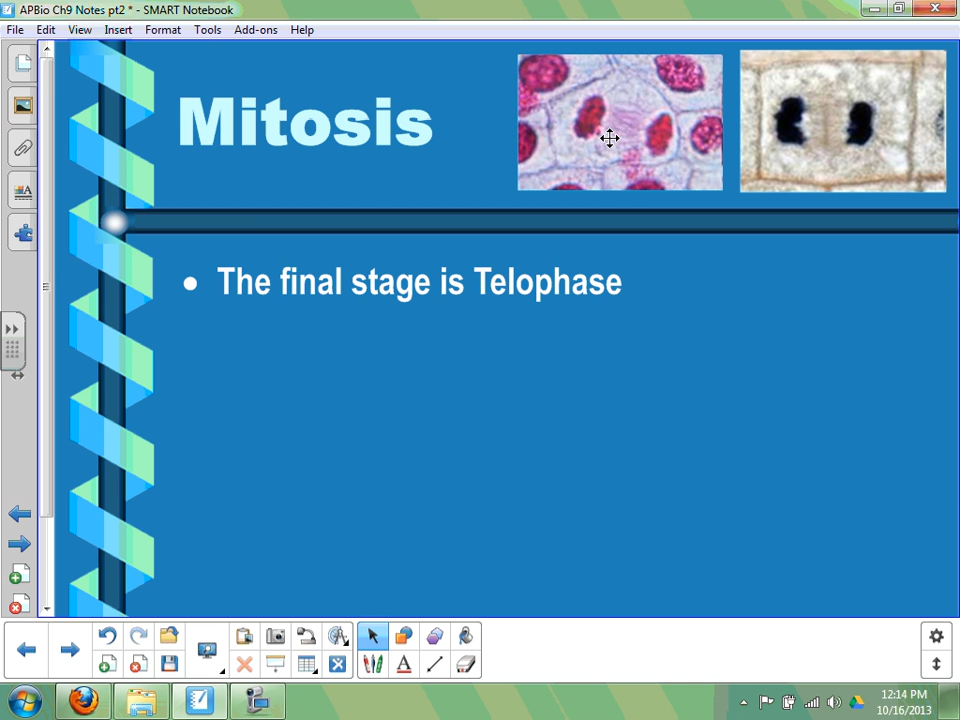 APBio Ch9 Notes pt2 * - SMART Notebook
File Edit View Insert Format Tools Add-ons Help
Mitosis
• The final stage is Telophase
12:14 PM
10/16/2013